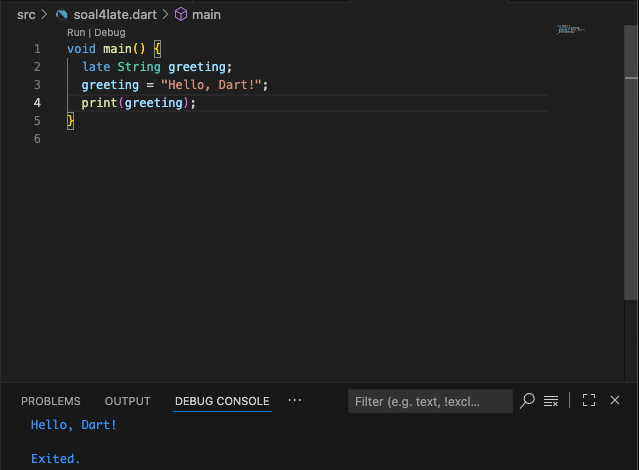 src > soal4late.dart > main
Run | Debug
1 void main() {
2   late String greeting;
3   greeting = "Hello, Dart!";
4   print(greeting);
5 }
6
PROBLEMS OUTPUT DEBUG CONSOLE ··· Filter (e.g. text, !excl...
Hello, Dart!
Exited.